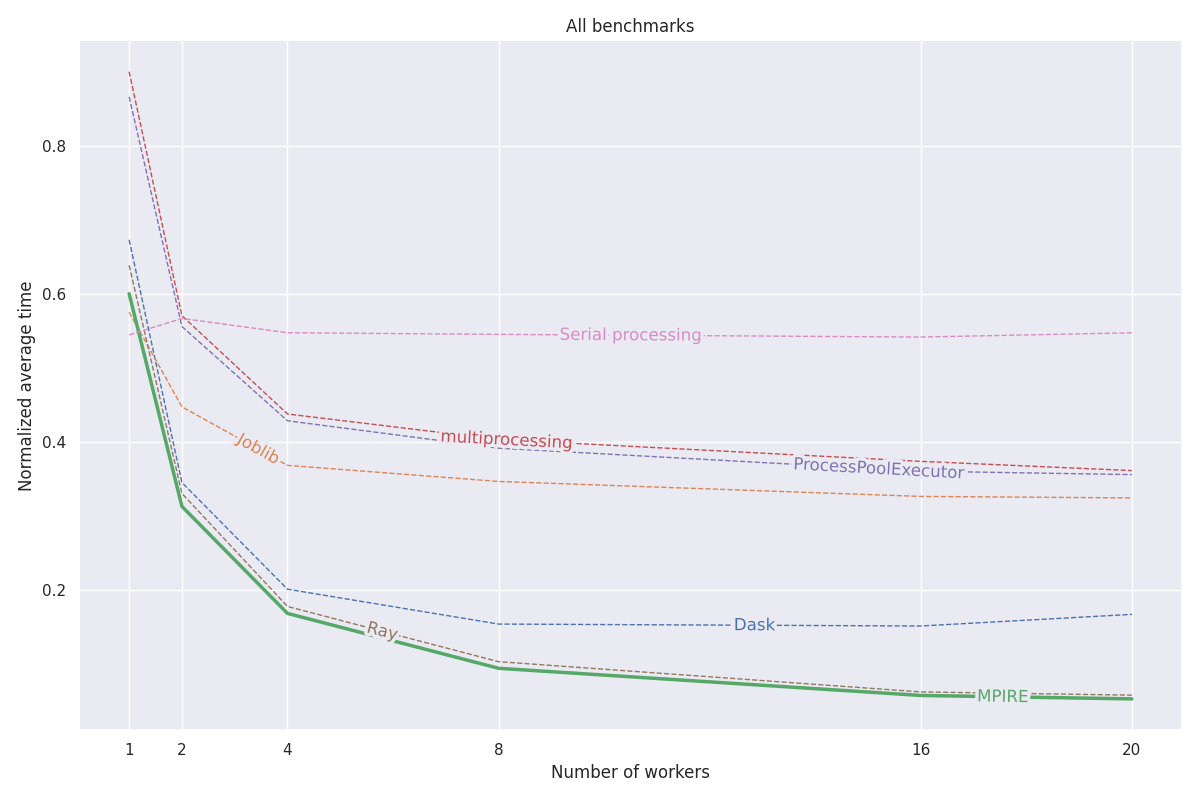 All benchmarks
Normalized average time
0.8
0.6
0.4
0.2
Serial processing
multiprocessing
Joblib
ProcessPoolExecutor
Dask
Ray
MPIRE
1 2 4 8 16 20
Number of workers